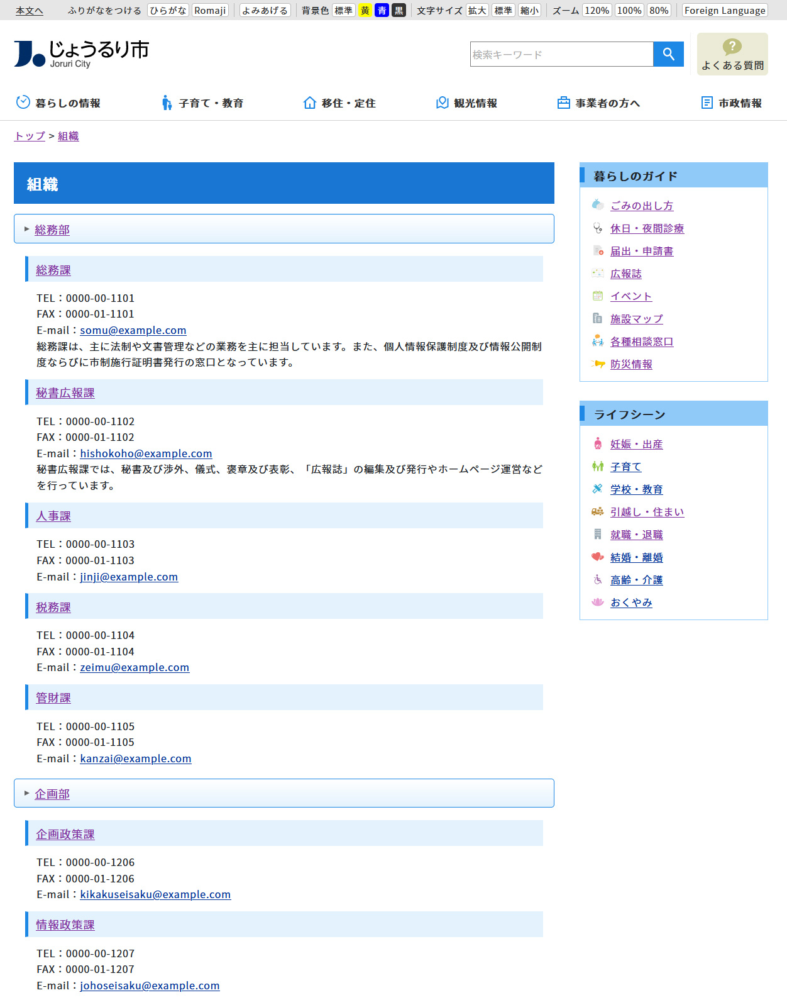 本文へ ふりがなをつける ひらがな Romaji よみあげる 背景色 標準 黄 青 黒 文字サイズ 拡大 標準 縮小 ズーム 120% 100% 80% Foreign Language
じょうるり市
Joruri City
検索キーワード
よくある質問
暮らしの情報 子育て・教育 移住・定住 観光情報 事業者の方へ 市政情報
トップ > 組織
組織
総務部
総務課
TEL：0000-00-1101
FAX：0000-01-1101
E-mail：somu@example.com
総務課は、主に法制や文書管理などの業務を主に担当しています。また、個人情報保護制度及び情報公開制
度ならびに市制施行証明書発行の窓口となっています。
秘書広報課
TEL：0000-00-1102
FAX：0000-01-1102
E-mail：hishokoho@example.com
秘書広報課では、秘書及び渉外、儀式、褒章及び表彰、「広報誌」の編集及び発行やホームページ運営など
を行っています。
人事課
TEL：0000-00-1103
FAX：0000-01-1103
E-mail：jinji@example.com
税務課
TEL：0000-00-1104
FAX：0000-01-1104
E-mail：zeimu@example.com
管財課
TEL：0000-00-1105
FAX：0000-01-1105
E-mail：kanzai@example.com
企画部
企画政策課
TEL：0000-00-1206
FAX：0000-01-1206
E-mail：kikakuseisaku@example.com
情報政策課
TEL：0000-00-1207
FAX：0000-01-1207
E-mail：johoseisaku@example.com
暮らしのガイド
ごみの出し方
休日・夜間診療
届出・申請書
広報誌
イベント
施設マップ
各種相談窓口
防災情報
ライフシーン
妊娠・出産
子育て
学校・教育
引越し・住まい
就職・退職
結婚・離婚
高齢・介護
おくやみ